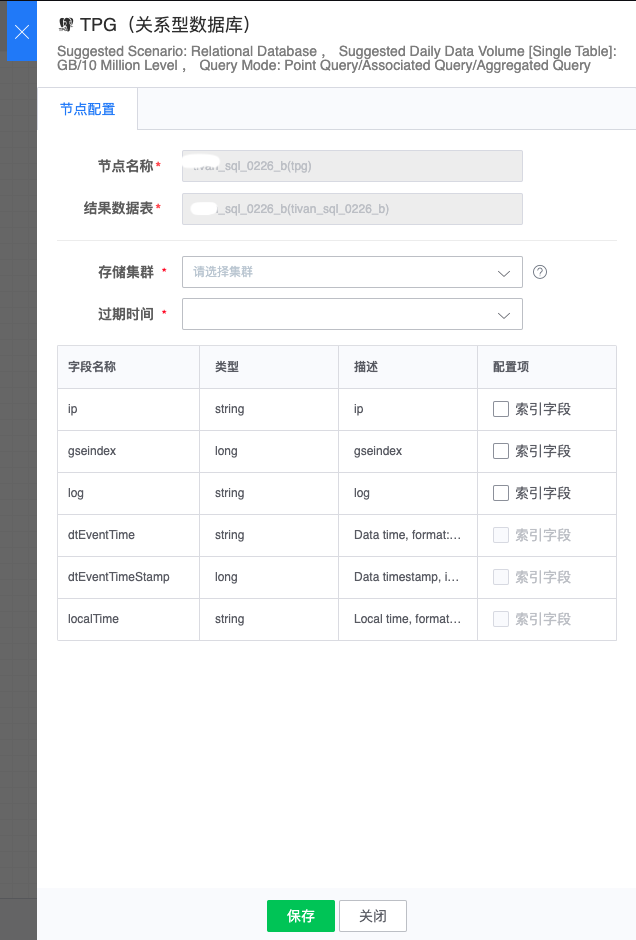 TPG（关系型数据库）
Suggested Scenario: Relational Database ， Suggested Daily Data Volume [Single Table]:
GB/10 Million Level ， Query Mode: Point Query/Associated Query/Aggregated Query
节点配置
节点名称*
_sql_0226_b(tpg)
结果数据表*
_sql_0226_b(tivan_sql_0226_b)
存储集群 * 请选择集群
过期时间 *
字段名称 类型 描述 配置项
ip string ip 索引字段
gseindex long gseindex 索引字段
log string log 索引字段
dtEventTime string Data time, format:... 索引字段
dtEventTimeStamp long Data timestamp, i... 索引字段
localTime string Local time, format... 索引字段
保存 关闭